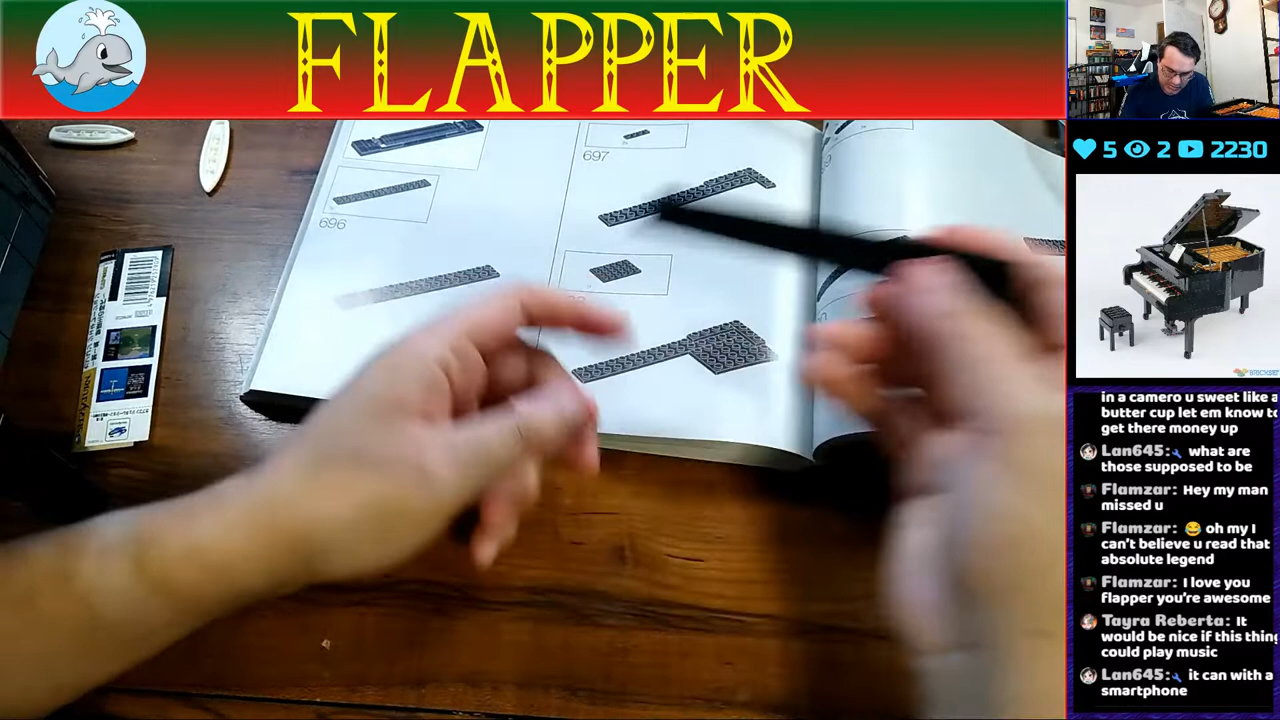 FLAPPER
5 2 2230
697
696
BRICKSET
in a camero u sweet like a
butter cup let em know to
get there money up
Lan645: what are
those supposed to be
Flamzar: Hey my man
missed u
Flamzar: 😂 oh my I
can't believe u read that
absolute legend
Flamzar: I love you
flapper you're awesome
Tayra Reberta: It
would be nice if this thing
could play music
Lan645: it can with a
smartphone